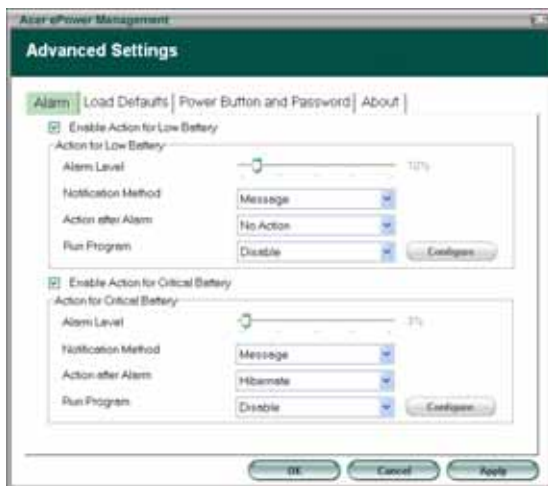 Acer ePower Management
Advanced Settings
Alarm Load Defaults Power Button and Password About
Enable Action for Low Battery
Action for Low Battery
Alarm Level 10%
Notification Method Message
Action after Alarm No Action
Run Program Disable Configure
Enable Action for Critical Battery
Action for Critical Battery
Alarm Level 3%
Notification Method Message
Action after Alarm Hibernate
Run Program Disable Configure
OK Cancel Apply